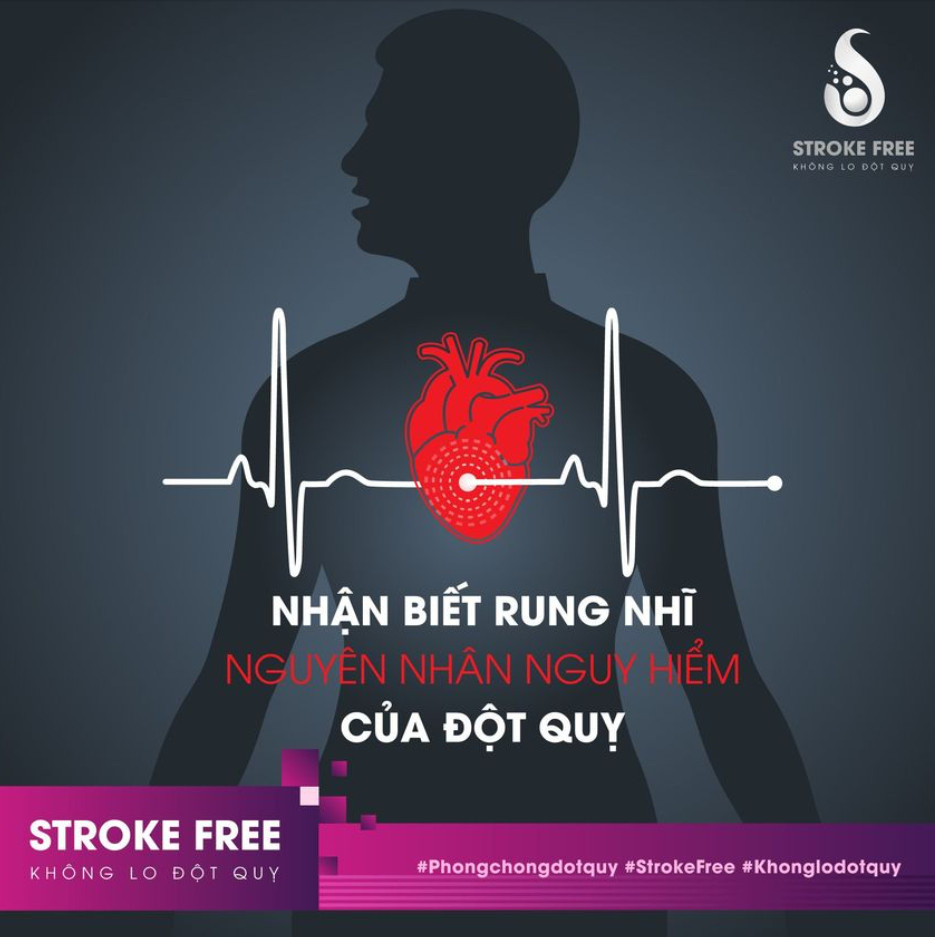 STROKE FREE
KHÔNG LO ĐỘT QUỴ
NHẬN BIẾT RUNG NHĨ
NGUYÊN NHÂN NGUY HIỂM
CỦA ĐỘT QUỴ
STROKE FREE
KHÔNG LO ĐỘT QUỴ
#Phongchongdotquy #StrokeFree #Khonglodotquy